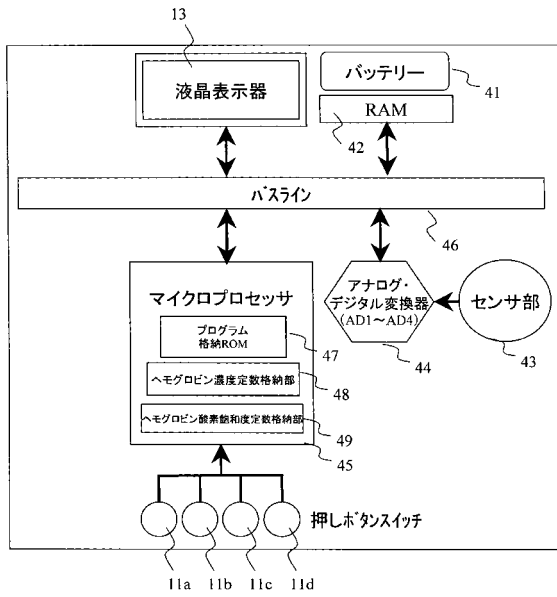 13
液晶表示器
バッテリー
41
RAM
42
バスライン
46
マイクロプロセッサ
プログラム
格納ROM
47
ヘモグロビン濃度定数格納部
48
ヘモグロビン酸素飽和度定数格納部
49
45
アナログ・
デジタル変換器
(AD1〜AD4)
44
センサ部
43
押しボタンスイッチ
11a
11b
11c
11d